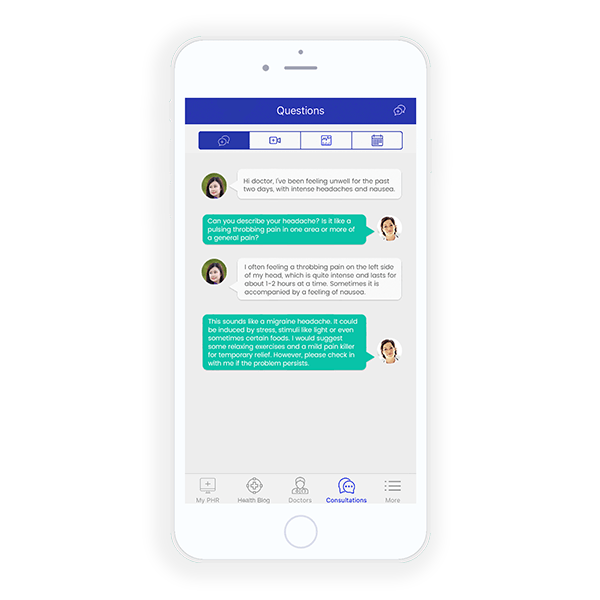 Questions
Hi doctor, i've been feeling unwell for the past
two days, with intense headaches and nausea.
Can you describe your headache? Is it like a
pulsing throbbing pain in one area or more of
a general pain?
I often feeling a throbbing pain on the left side
of my head, which is quite intense and lasts for
about 1-2 hours at a time. Sometimes it is
accompanied by a feeling of nausea.
This sounds like a migraine headache. It could
be induced by stress, stimuli like light or even
sometimes certain foods. I would suggest
some relaxing exercises and a mild pain killer
for temporary relief. However, please check in
with me if the problem persists.
My PHR Health Blog Doctors Consultations More